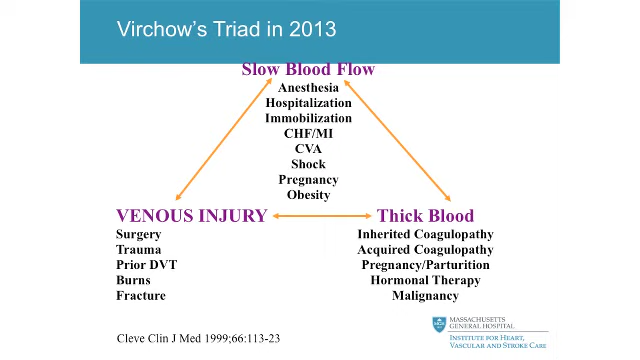 Virchow's Triad in 2013
Slow Blood Flow
Anesthesia
Hospitalization
Immobilization
CHF/MI
CVA
Shock
Pregnancy
Obesity
VENOUS INJURY
Surgery
Trauma
Prior DVT
Burns
Fracture
Thick Blood
Inherited Coagulopathy
Acquired Coagulopathy
Pregnancy/Parturition
Hormonal Therapy
Malignancy
Cleve Clin J Med 1999;66:113-23
MASSACHUSETTS
GENERAL HOSPITAL
INSTITUTE FOR HEART,
VASCULAR AND STROKE CARE